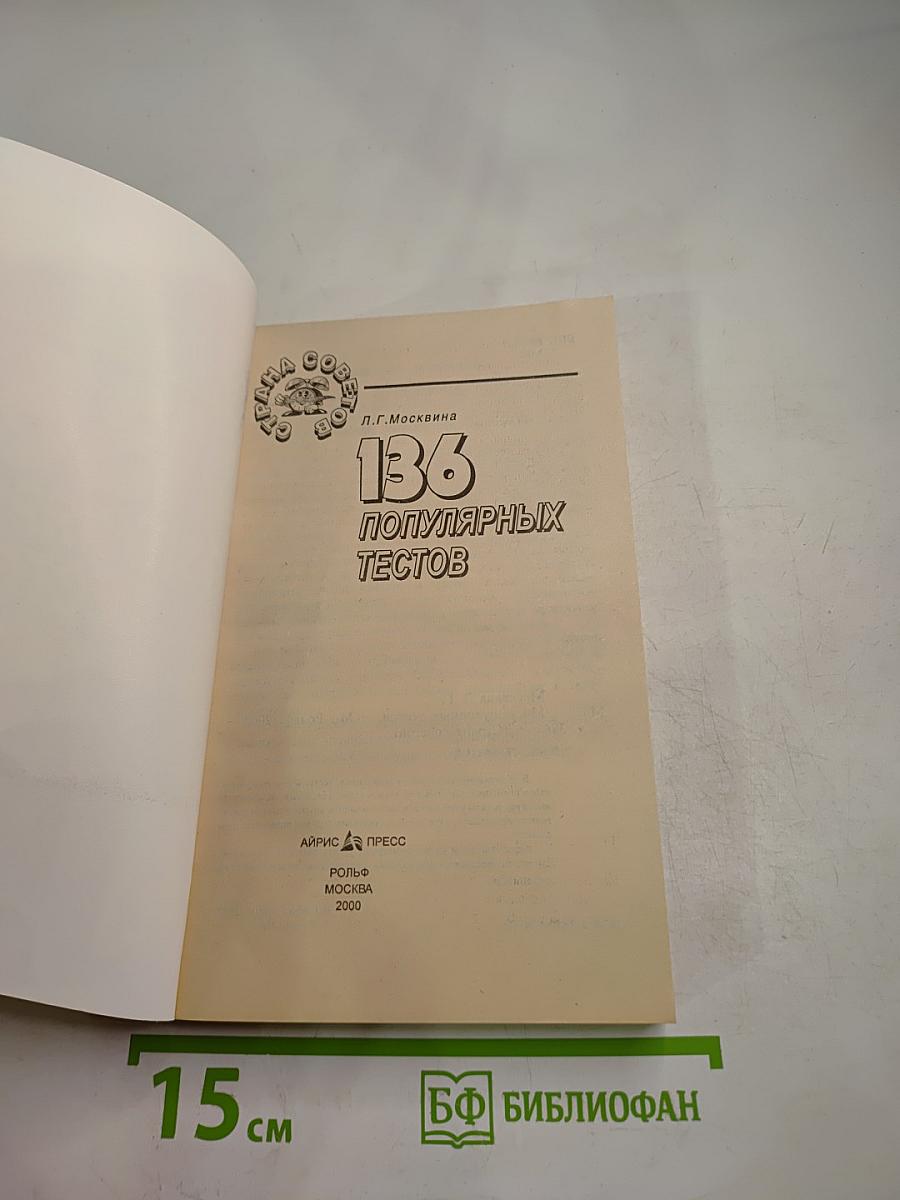 СТРАНА СОВЕТОВ
Л.Г.Москвина
136
ПОПУЛЯРНЫХ
ТЕСТОВ
АЙРИС ПРЕСС
РОЛЬФ
МОСКВА
2000
15 см
БФ БИБЛИОФАН